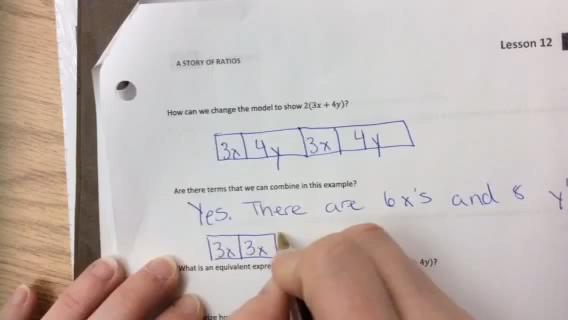 Lesson 12
A STORY OF RATIOS
How can we change the model to show 2(3x + 4y)?
3x 4y 3x 4y
Are there terms that we can combine in this example?
Yes. There are 6x's and 8 y
3x 3x
What is an equivalent 4y)?